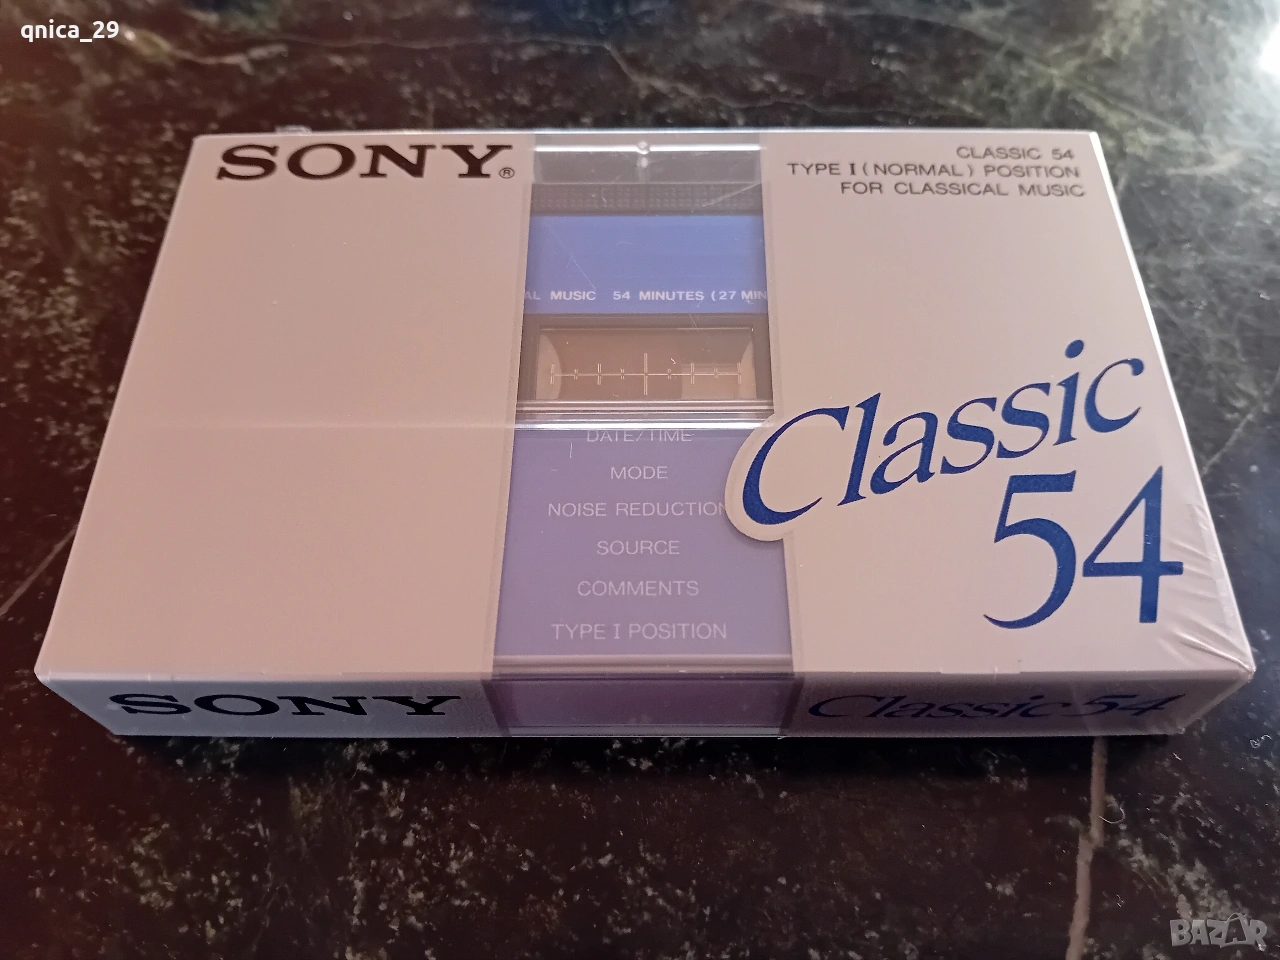 qnica_29
SONY®
CLASSIC 54
TYPE I (NORMAL) POSITION
FOR CLASSICAL MUSIC
AL MUSIC 54 MINUTES (27 MIN
DATE/TIME
MODE
NOISE REDUCTION
SOURCE
COMMENTS
TYPE I POSITION
Classic
54
SONY
Classic 54
BAZAR